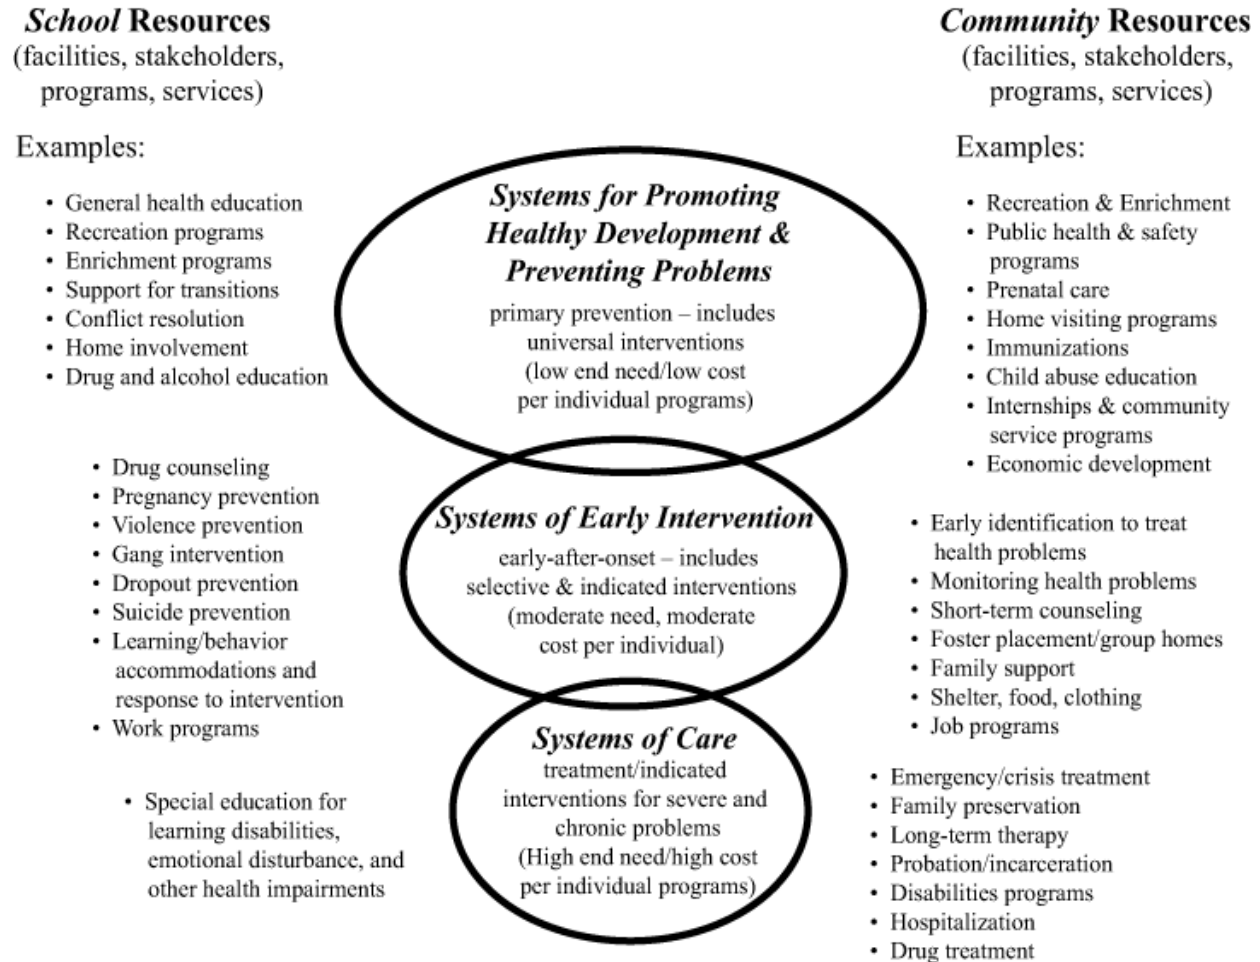 School Resources
(facilities, stakeholders,
programs, services)
Examples:
• General health education
• Recreation programs
• Enrichment programs
• Support for transitions
• Conflict resolution
• Home involvement
• Drug and alcohol education
• Drug counseling
• Pregnancy prevention
• Violence prevention
• Gang intervention
• Dropout prevention
• Suicide prevention
• Learning/behavior
accommodations and
response to intervention
• Work programs
• Special education for
learning disabilities,
emotional disturbance, and
other health impairments
Systems for Promoting
Healthy Development &
Preventing Problems
primary prevention – includes
universal interventions
(low end need/low cost
per individual programs)
Systems of Early Intervention
early-after-onset – includes
selective & indicated interventions
(moderate need, moderate
cost per individual)
Systems of Care
treatment/indicated
interventions for severe and
chronic problems
(High end need/high cost
per individual programs)
Community Resources
(facilities, stakeholders,
programs, services)
Examples:
• Recreation & Enrichment
• Public health & safety
programs
• Prenatal care
• Home visiting programs
• Immunizations
• Child abuse education
• Internships & community
service programs
• Economic development
• Early identification to treat
health problems
• Monitoring health problems
• Short-term counseling
• Foster placement/group homes
• Family support
• Shelter, food, clothing
• Job programs
• Emergency/crisis treatment
• Family preservation
• Long-term therapy
• Probation/incarceration
• Disabilities programs
• Hospitalization
• Drug treatment